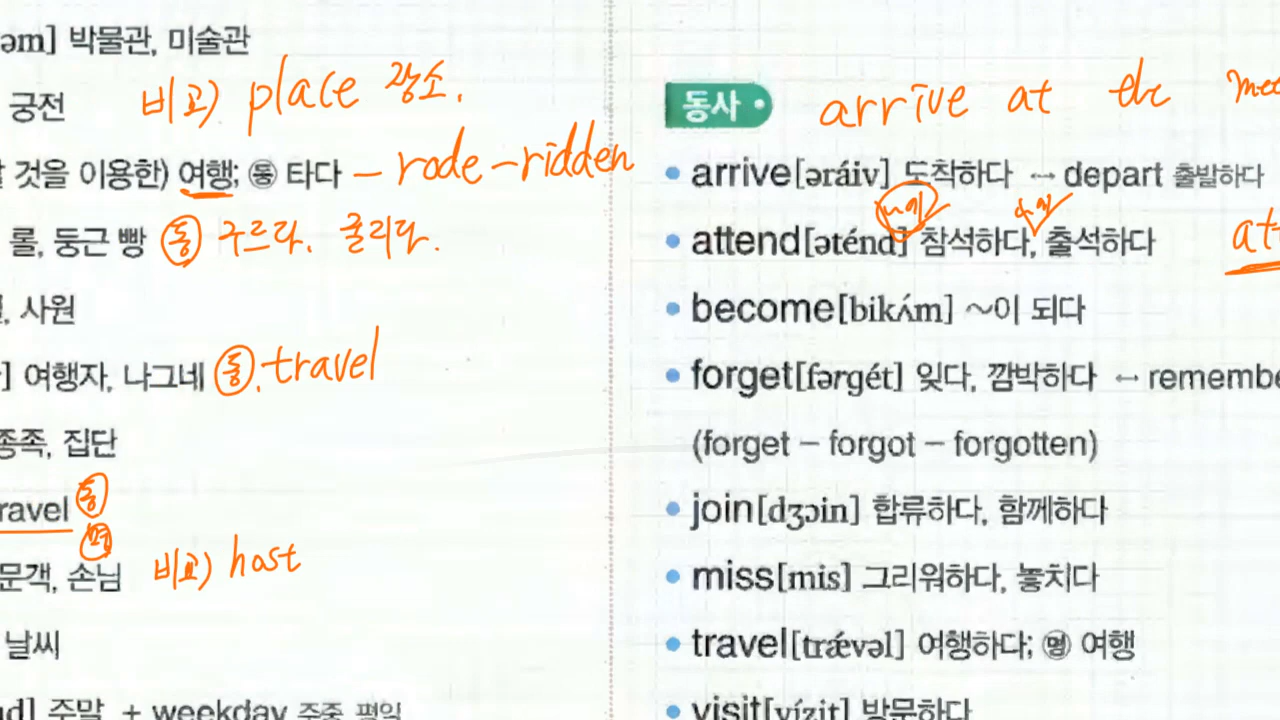 əm] 박물관, 미술관
궁전 비교) place 장소.
것을 이용한) 여행; 동 타다 – rode – ridden
롤, 둥근 빵 동 구르다. 굴리다.
사원
] 여행자, 나그네 동. travel
종족, 집단
ravel 동
명
문객, 손님 비교) host
날씨
nd] 주말 + weekday 주중 평일
동사 arrive at the mee
arrive[əráiv] 도착하다 ↔ depart 출발하다
attend[əténd] 참석하다, 출석하다 att
become[bikʌ́m] ~이 되다
forget[fərgét] 잊다, 깜박하다 ↔ remembe
(forget – forgot – forgotten)
join[dʒɔin] 합류하다, 함께하다
miss[mis] 그리워하다, 놓치다
travel[trǽvəl] 여행하다; 명 여행
visit[vízit] 방문하다